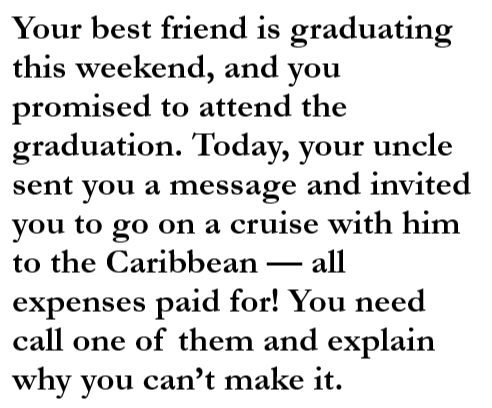 Your best friend is graduating
this weekend, and you
promised to attend the
graduation. Today, your uncle
sent you a message and invited
you to go on a cruise with him
to the Caribbean — all
expenses paid for! You need
call one of them and explain
why you can’t make it.